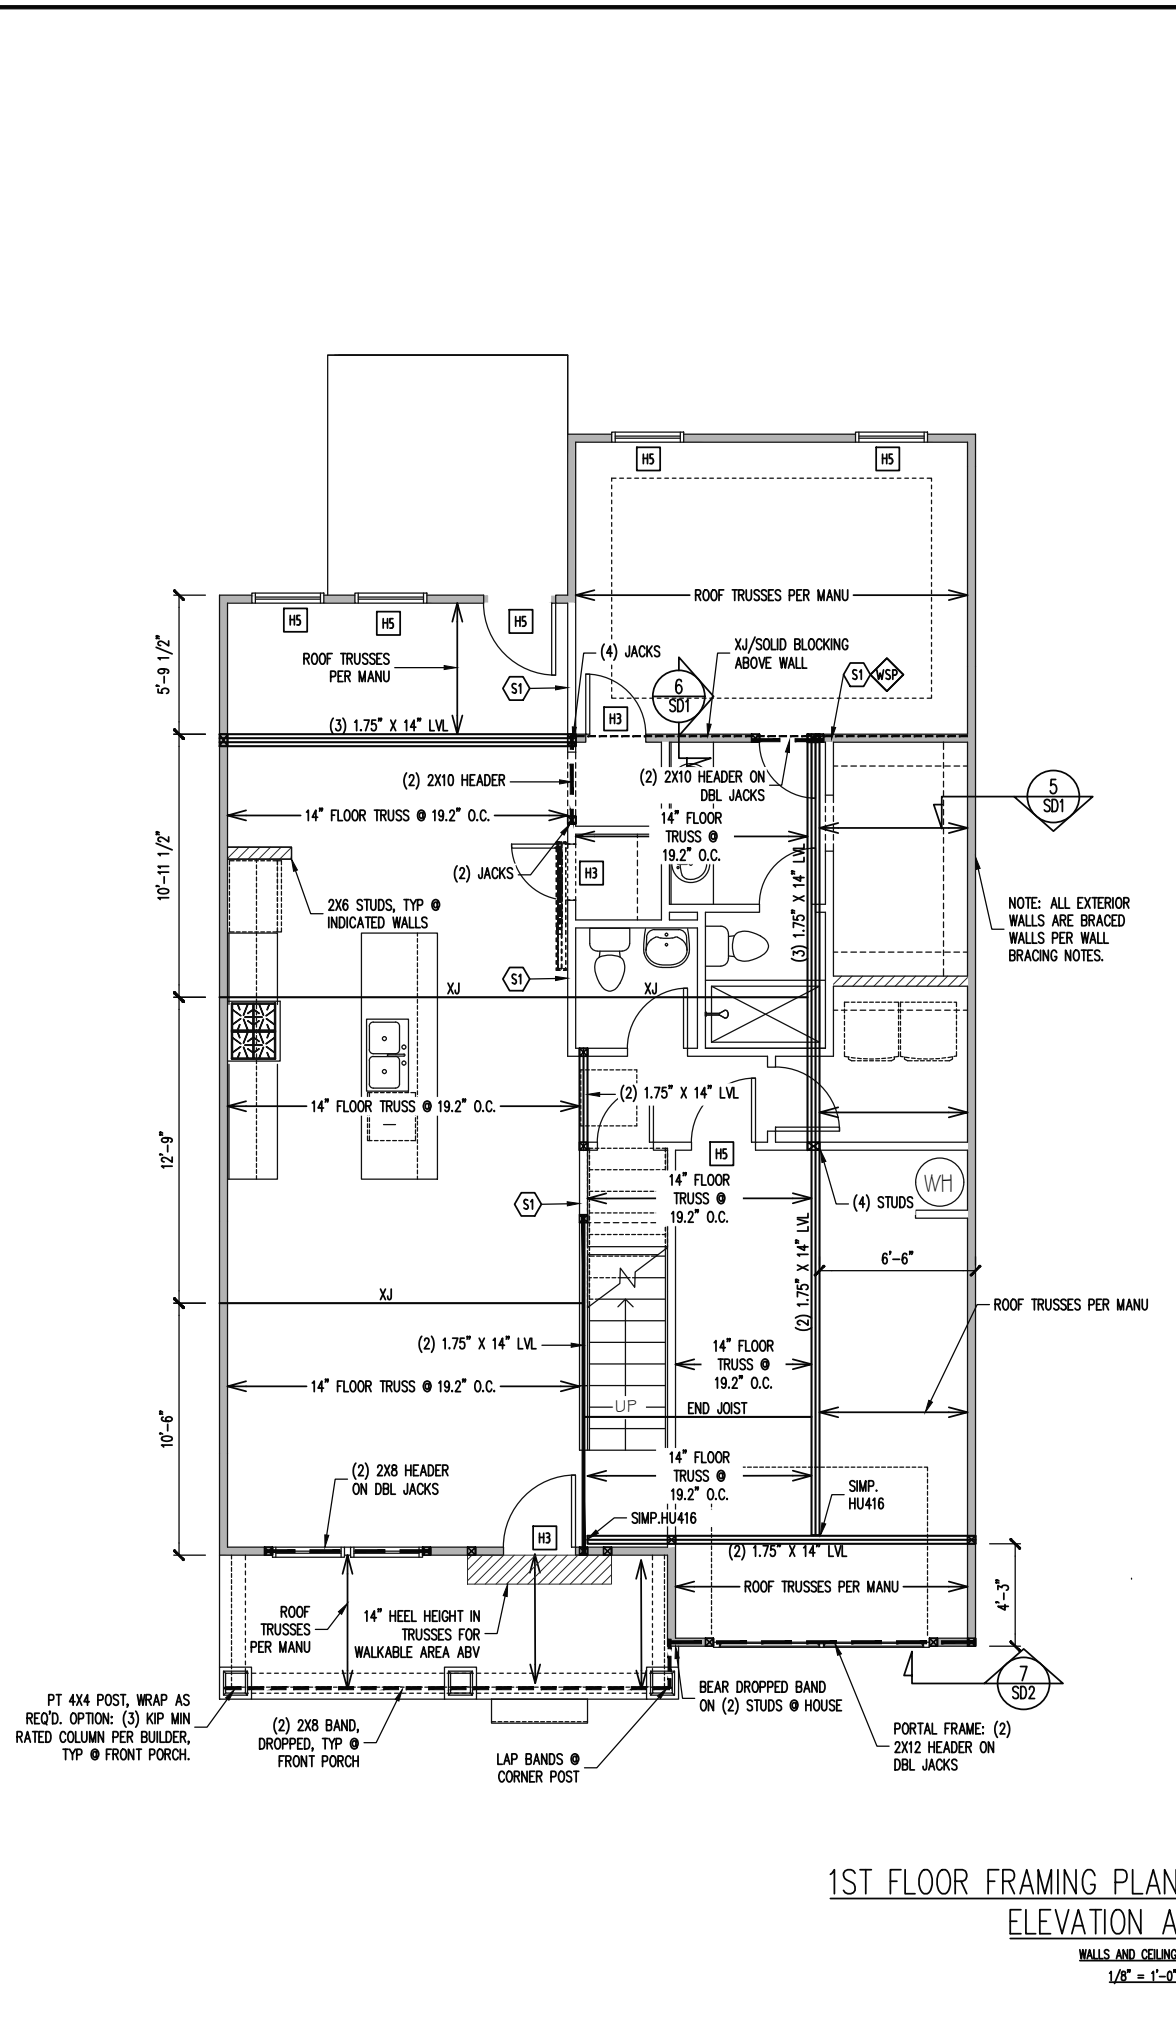 H5
H5
ROOF TRUSSES PER MANU
H5
H5
H5
5'-9 1/2"
ROOF TRUSSES
PER MANU
(4) JACKS
XJ/SOLID BLOCKING
ABOVE WALL
S1
6
SD1
S1
WSP
H3
(3) 1.75" X 14" LVL
(2) 2X10 HEADER
(2) 2X10 HEADER ON
DBL JACKS
5
SD1
14" FLOOR TRUSS @ 19.2" O.C.
14" FLOOR
TRUSS @
19.2" O.C.
10'-11 1/2"
(2) JACKS
H3
(3) 1.75" X 14" LVL
2X6 STUDS, TYP @
INDICATED WALLS
NOTE: ALL EXTERIOR
WALLS ARE BRACED
WALLS PER WALL
BRACING NOTES.
S1
XJ
XJ
(2) 1.75" X 14" LVL
14" FLOOR TRUSS @ 19.2" O.C.
12'-9"
H5
14" FLOOR
TRUSS @
19.2" O.C.
WH
(4) STUDS
S1
(2) 1.75" X 14" LVL
6'-6"
XJ
ROOF TRUSSES PER MANU
(2) 1.75" X 14" LVL
14" FLOOR
TRUSS @
19.2" O.C.
14" FLOOR TRUSS @ 19.2" O.C.
UP
END JOIST
10'-6"
14" FLOOR
TRUSS @
19.2" O.C.
(2) 2X8 HEADER
ON DBL JACKS
SIMP.
HU416
SIMP.HU416
H3
(2) 1.75" X 14" LVL
ROOF TRUSSES PER MANU
4'-3"
ROOF
TRUSSES
PER MANU
14" HEEL HEIGHT IN
TRUSSES FOR
WALKABLE AREA ABV
7
SD2
BEAR DROPPED BAND
ON (2) STUDS @ HOUSE
PT 4X4 POST, WRAP AS
REQ'D. OPTION: (3) KIP MIN
RATED COLUMN PER BUILDER,
TYP @ FRONT PORCH.
(2) 2X8 BAND,
DROPPED, TYP @
FRONT PORCH
LAP BANDS @
CORNER POST
PORTAL FRAME: (2)
2X12 HEADER ON
DBL JACKS
1ST FLOOR FRAMING PLAN
ELEVATION A
WALLS AND CEILING
1/8" = 1'-0"